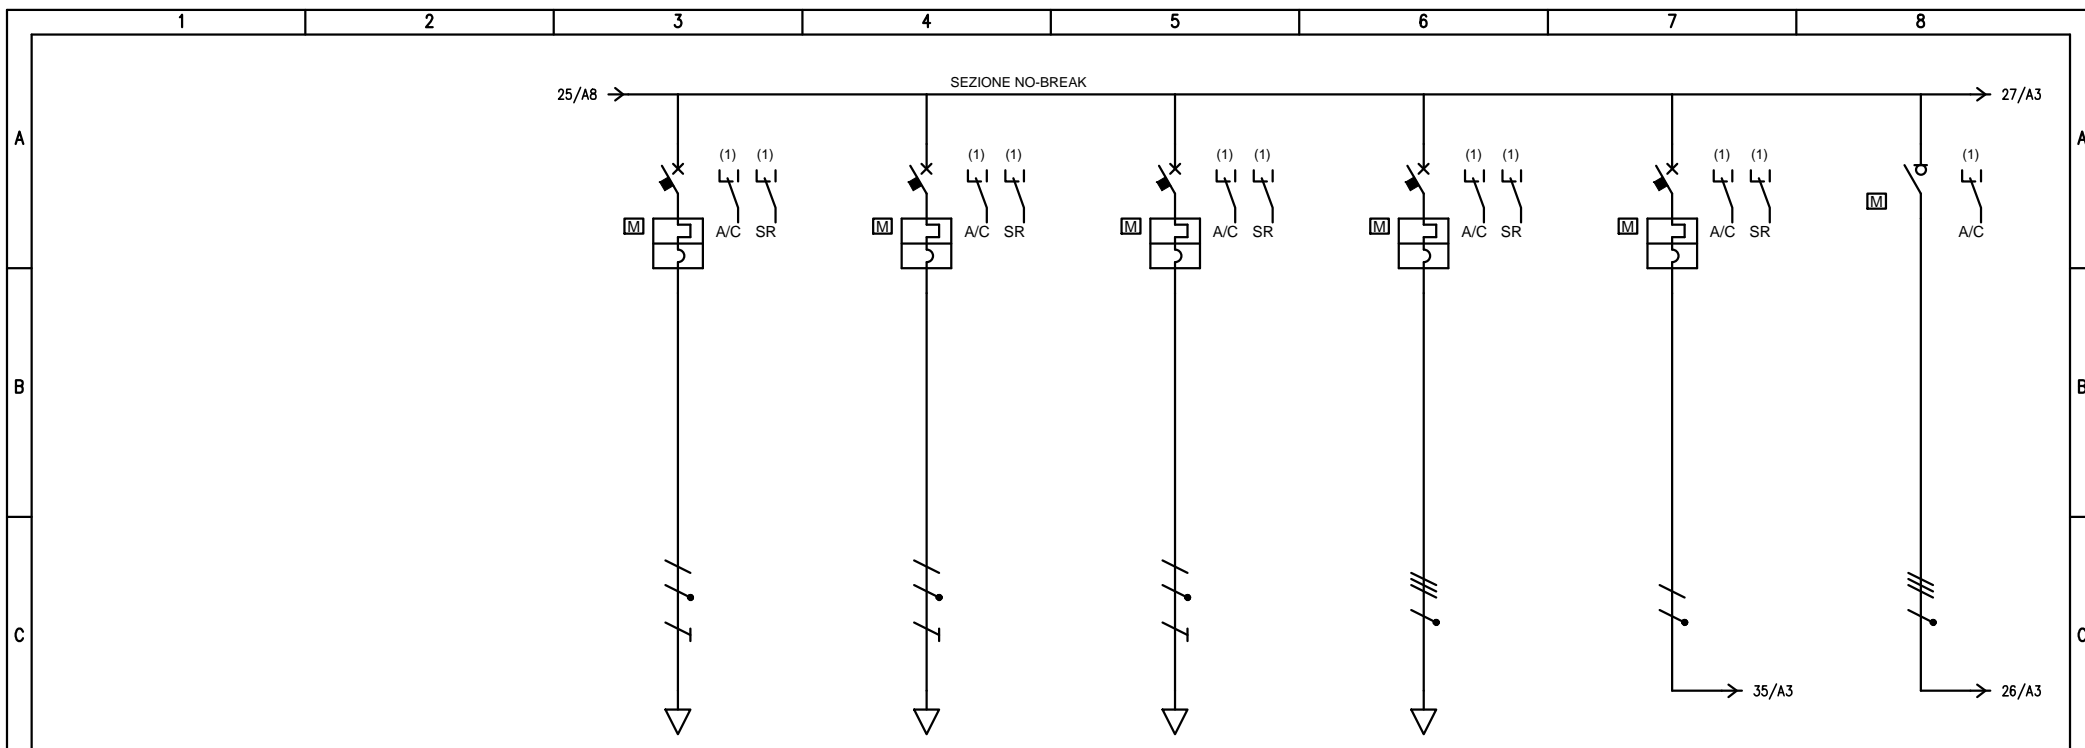 1 2 3 4 5 6 7 8
SEZIONE NO-BREAK
25/A8 27/A3
A A
(1) (1) (1) (1) (1) (1) (1) (1) (1) (1) (1)
M A/C SR M A/C SR M A/C SR M A/C SR M A/C SR M A/C
B B
C C
35/A3 26/A3